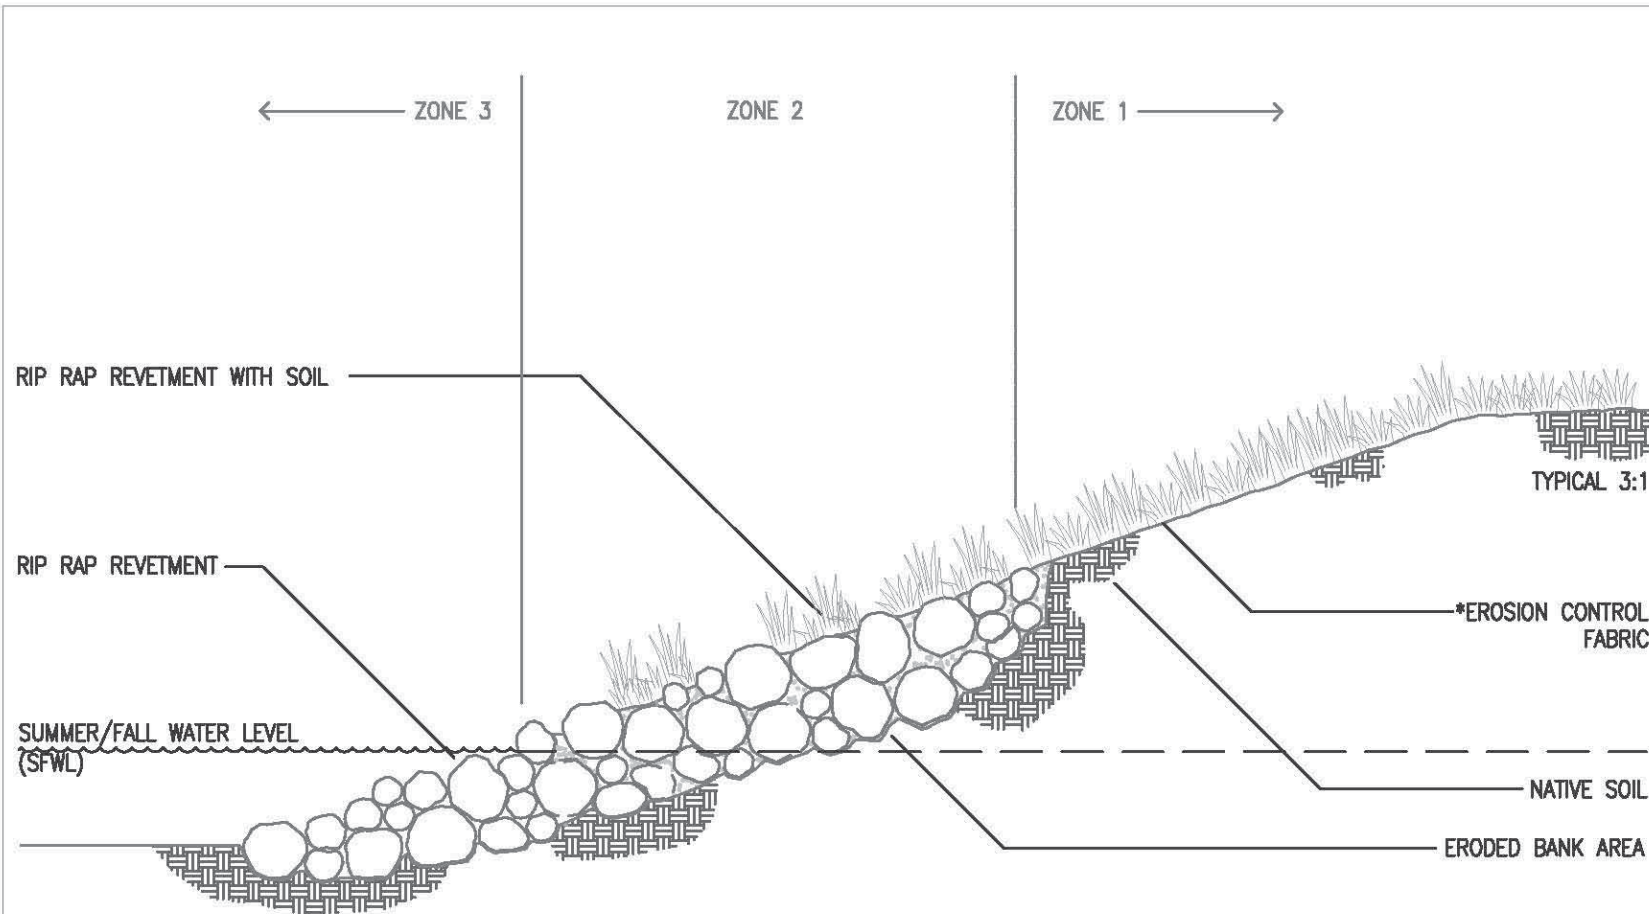 ZONE 3
ZONE 2
ZONE 1
RIP RAP REVETMENT WITH SOIL
TYPICAL 3:1
RIP RAP REVETMENT
*EROSION CONTROL
FABRIC
SUMMER/FALL WATER LEVEL
(SFWL)
NATIVE SOIL
ERODED BANK AREA